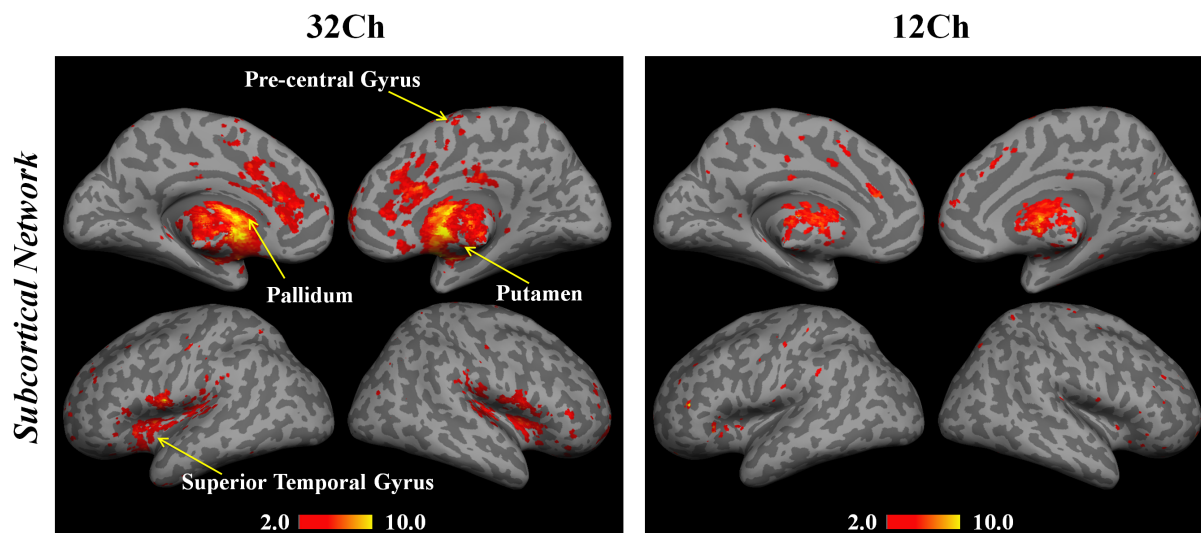 32Ch
12Ch
Subcortical Network
Pre-central Gyrus
Pallidum
Putamen
Superior Temporal Gyrus
2.0 10.0
2.0 10.0